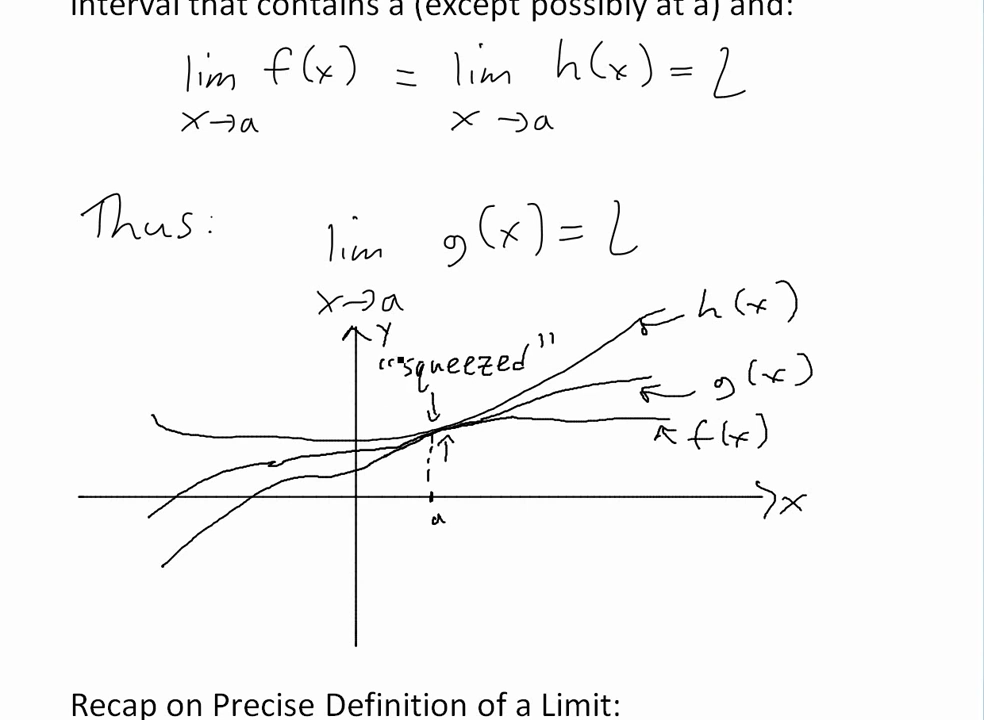 interval that contains a (except possibly at a) and:
lim f(x) = lim h(x) = L
x→a x→a
Thus: lim g(x) = L
x→a
h(x)
y
"squeezed"
g(x)
f(x)
x
a
Recap on Precise Definition of a Limit: